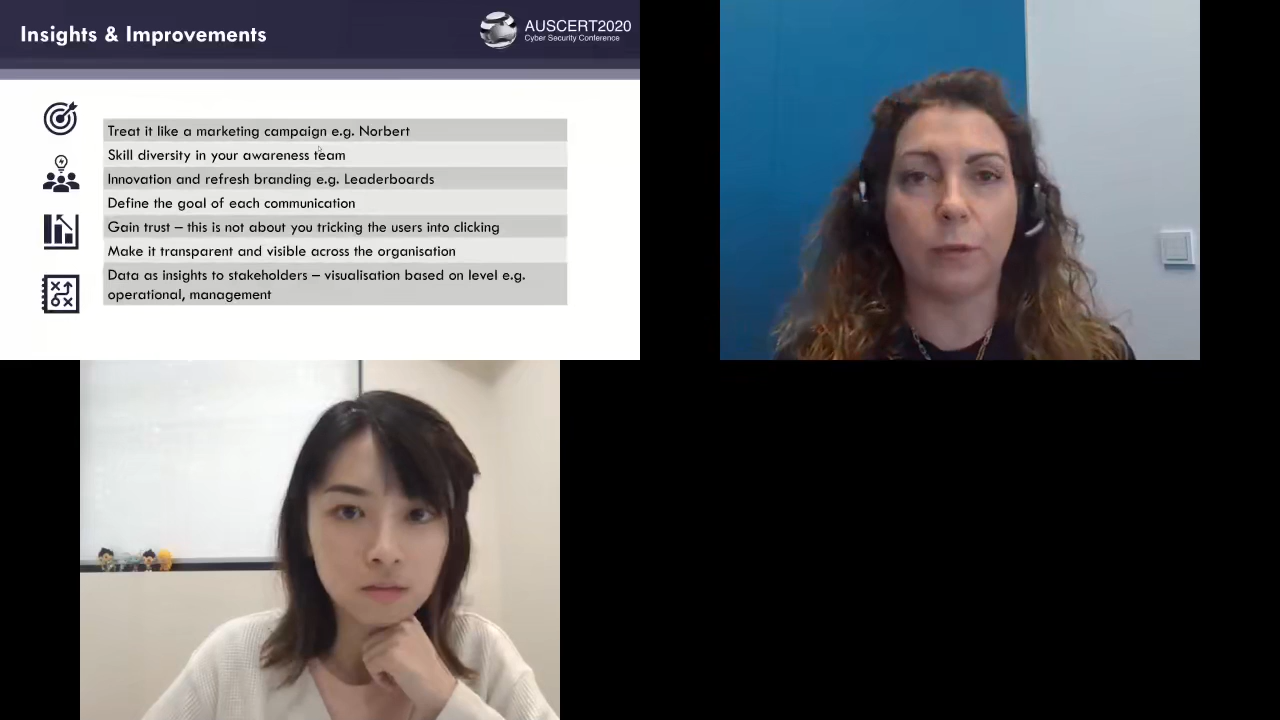 Insights & Improvements
AUSCERT2020
Cyber Security Conference
Treat it like a marketing campaign e.g. Norbert
Skill diversity in your awareness team
Innovation and refresh branding e.g. Leaderboards
Define the goal of each communication
Gain trust – this is not about you tricking the users into clicking
Make it transparent and visible across the organisation
Data as insights to stakeholders – visualisation based on level e.g.
operational, management